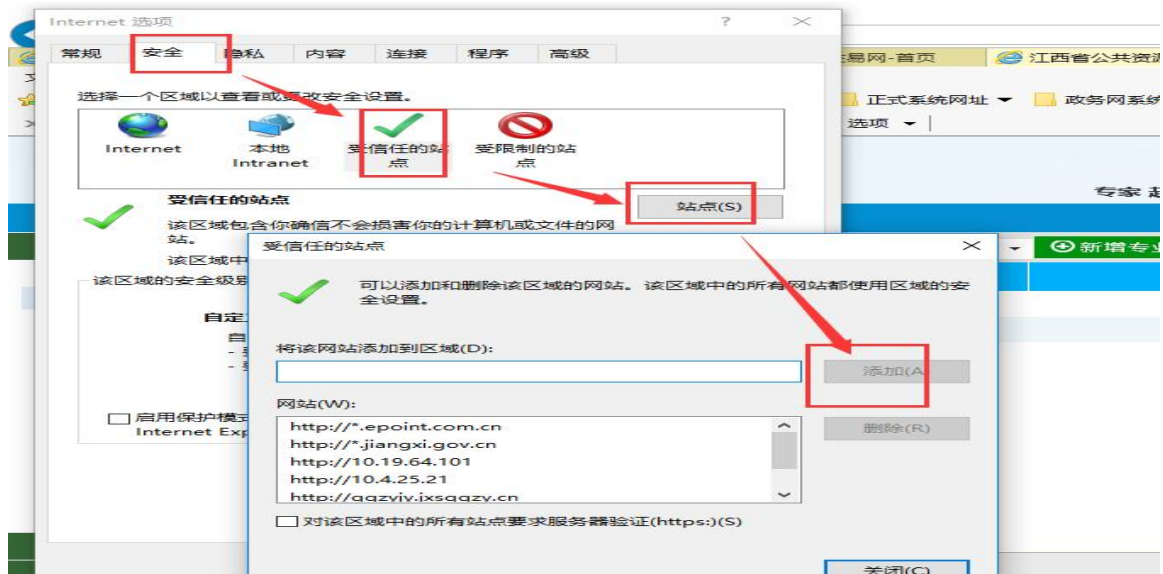 Internet 选项
常规 安全 隐私 内容 连接 程序 高级
选择一个区域以查看或更改安全设置。
Internet
本地
Intranet
受信任的站
点
受限制的站
点
受信任的站点
站点(S)
该区域包含你确信不会损害你的计算机或文件的网
站。
该区域中
该区域的安全级别
自定
启用保护模式
Internet Exp
受信任的站点
可以添加和删除该区域的网站。该区域中的所有网站都使用区域的安
全设置。
将该网站添加到区域(D):
添加(A
网站(W):
http://*.epoint.com.cn
http://*.jiangxi.gov.cn
http://10.19.64.101
http://10.4.25.21
删除(R)
对该区域中的所有站点要求服务器验证(https:)(S)
关闭(C)
易网-首页
江西省公共资源
正式系统网址
政务网系统
选项
专家
新增专业